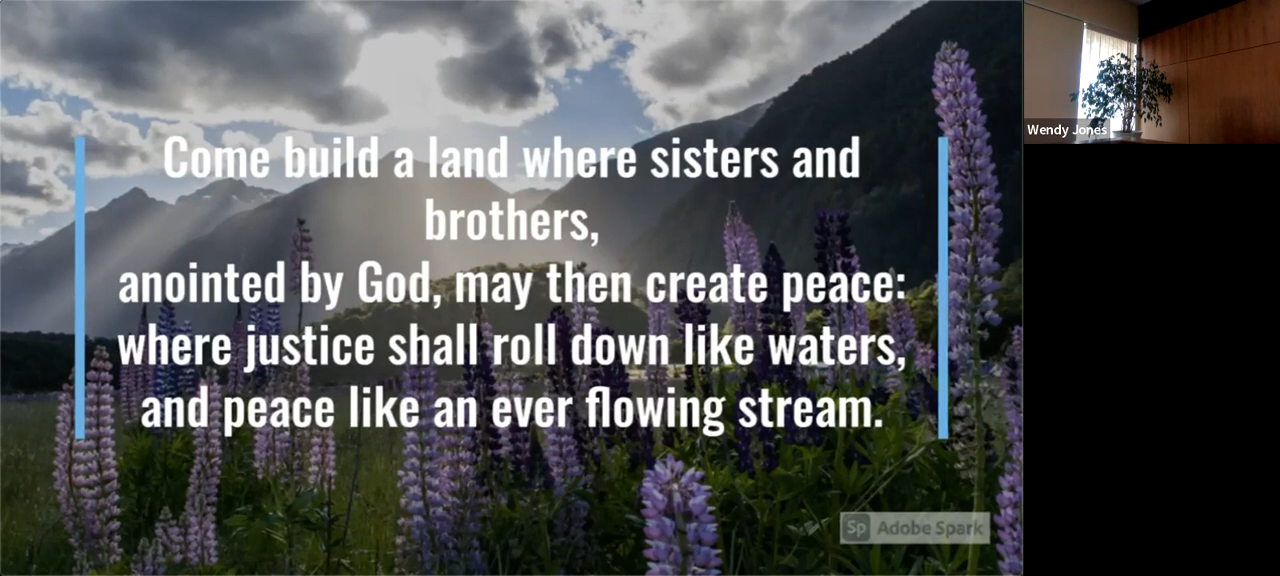 Come build a land where sisters and
brothers,
anointed by God, may then create peace:
where justice shall roll down like waters,
and peace like an ever flowing stream.
Sp Adobe Spark
Wendy Jones